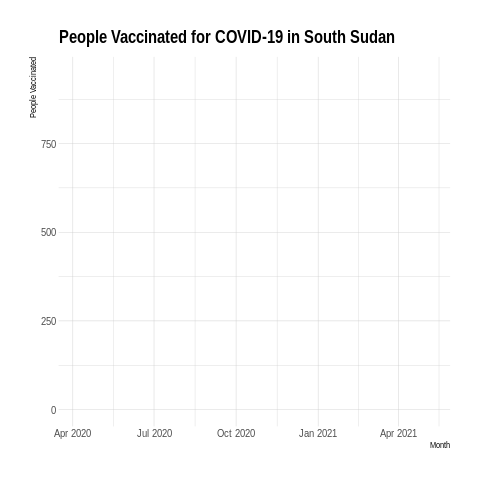 People Vaccinated for COVID-19 in South Sudan
People Vaccinated
750
500
250
0
Apr 2020 Jul 2020 Oct 2020 Jan 2021 Apr 2021
Month